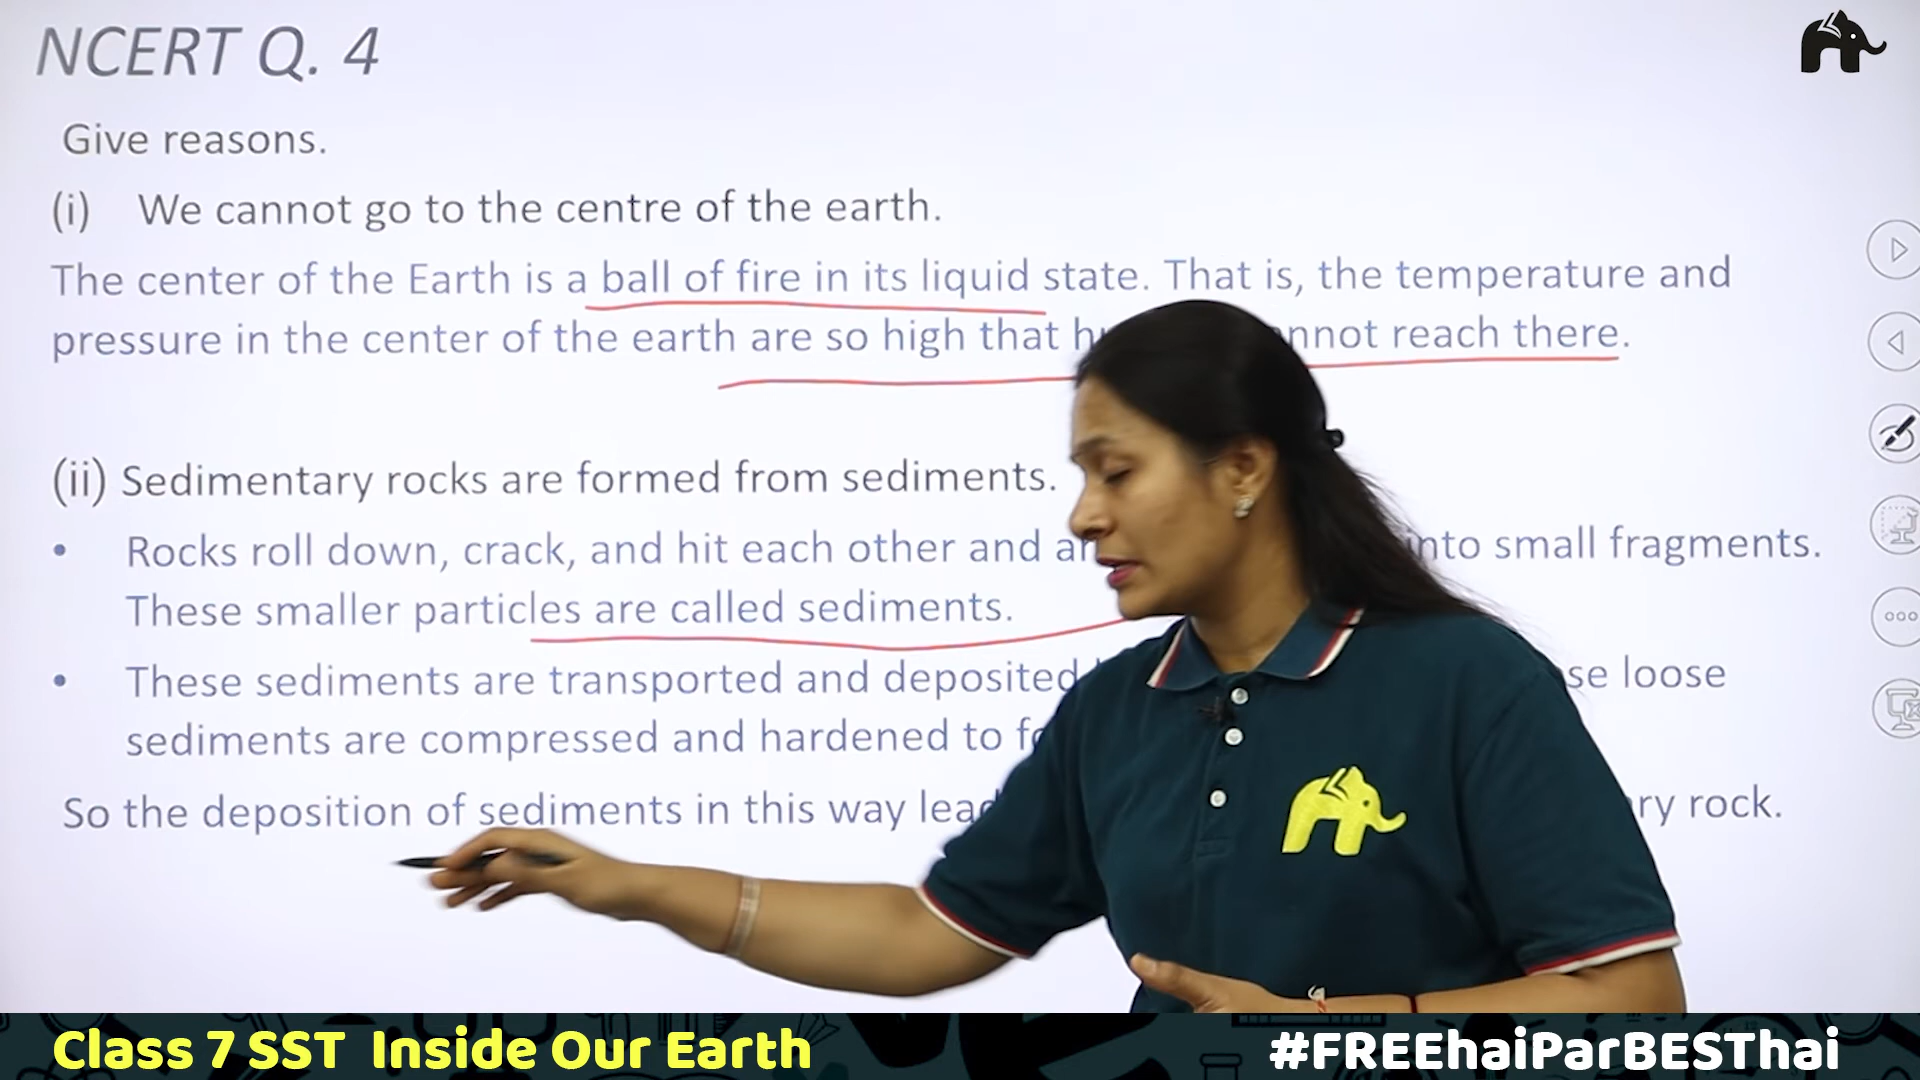 NCERT Q. 4
Give reasons.
(i) We cannot go to the centre of the earth.
The center of the Earth is a ball of fire in its liquid state. That is, the temperature and
pressure in the center of the earth are so high that reach there.
(ii) Sedimentary rocks are formed from sediments.
• Rocks roll down, crack, and hit each other and into small fragments.
These smaller particles are called sediments.
• These sediments are transported and deposited loose
sediments are compressed and hardened to
So the deposition of sediments in this way rock.
Class 7 SST Inside Our Earth
#FREEhaiParBESThai